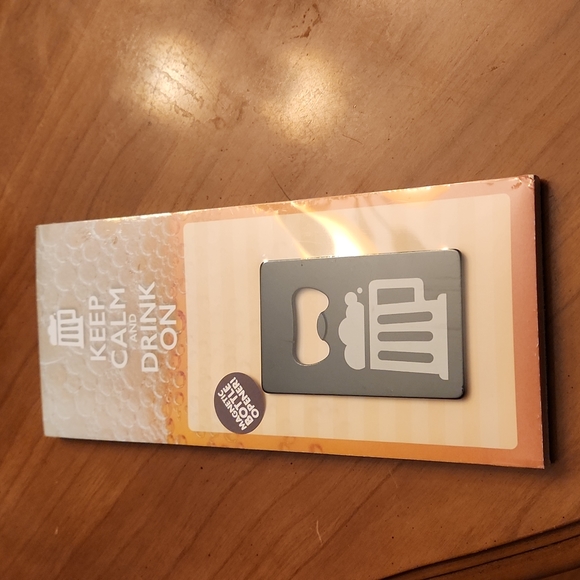 KEEP
CALM
AND
DRINK
ON
MAGNETIC
BOTTLE
OPENER!